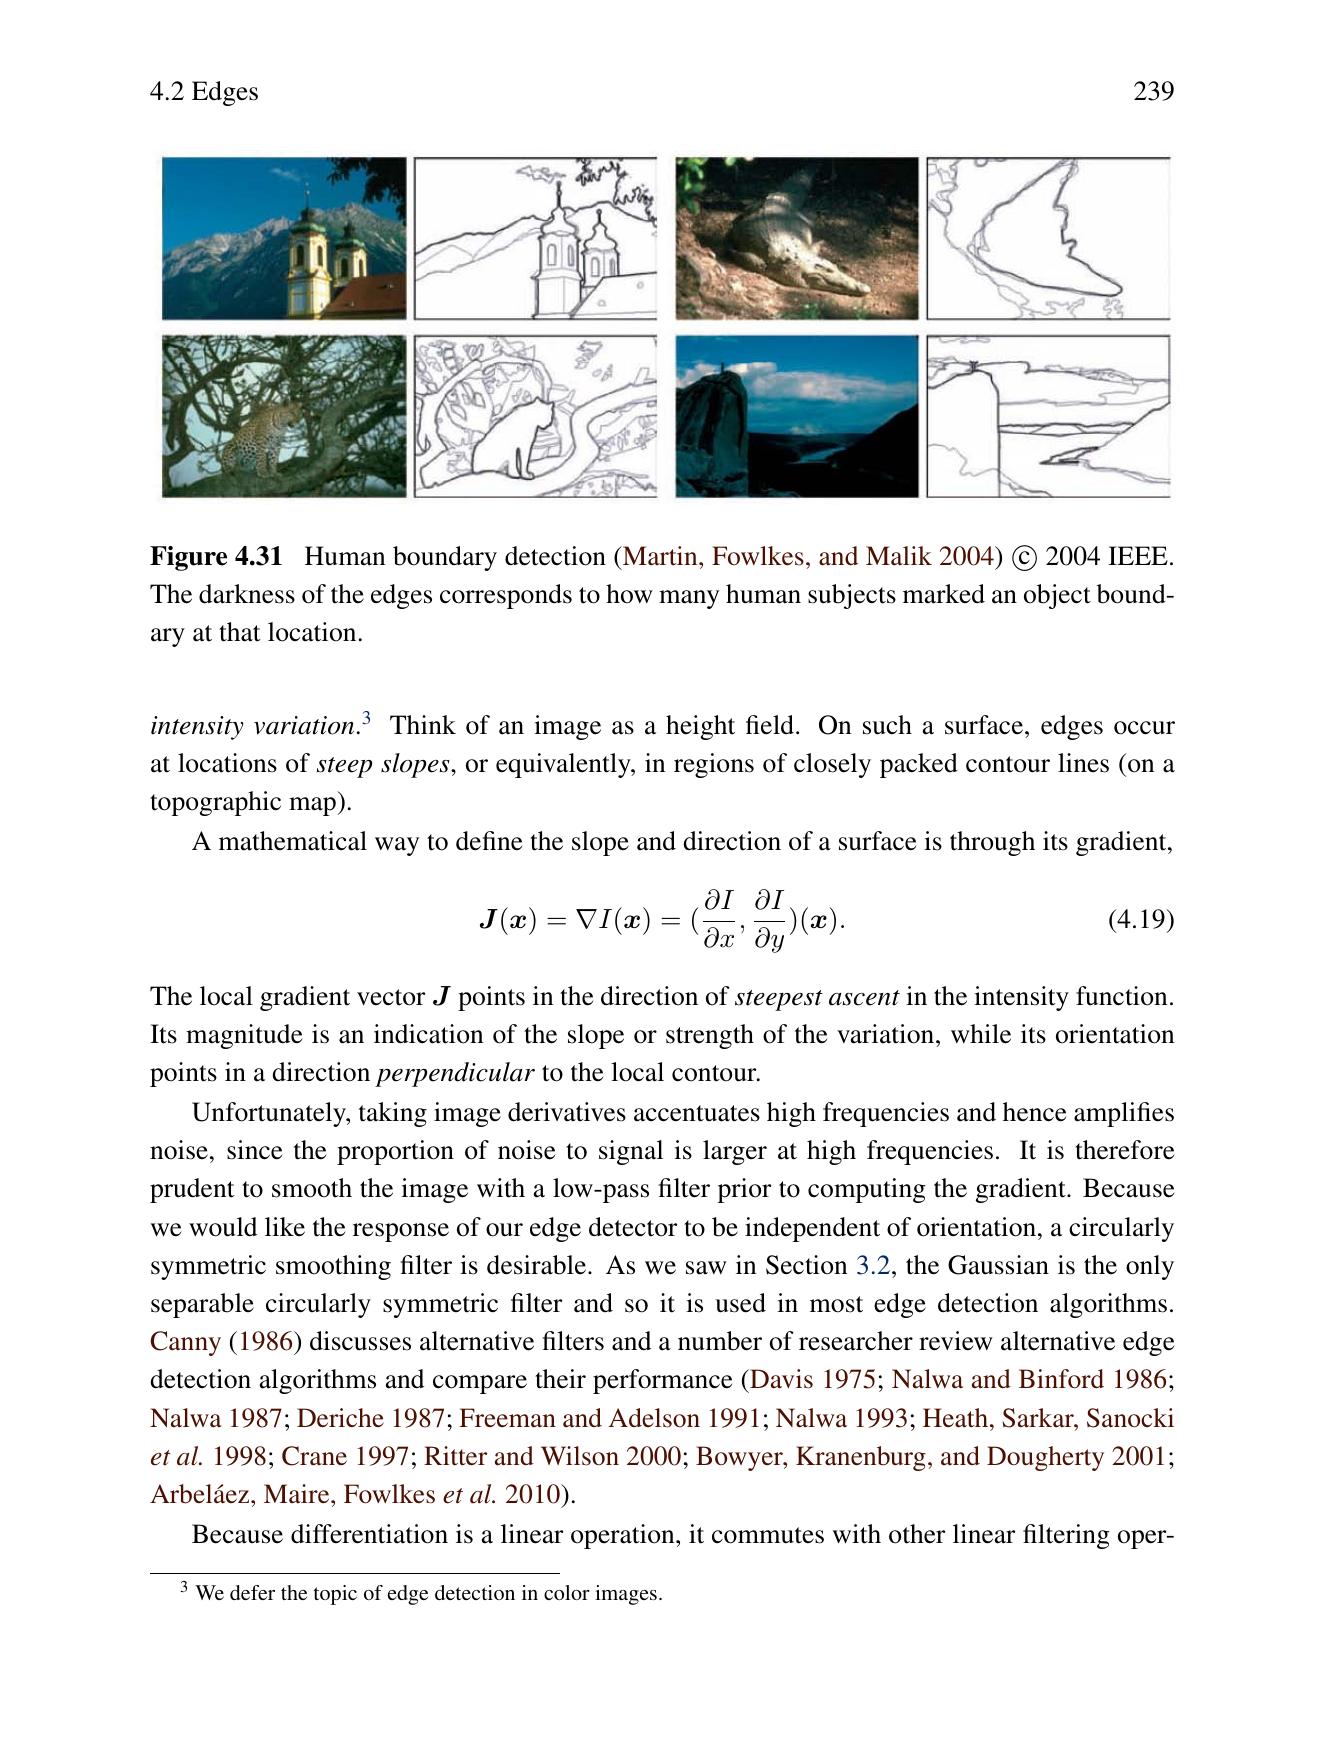 4.2 Edges 239
Figure 4.31 Human boundary detection (Martin, Fowlkes, and Malik 2004) © 2004 IEEE.
The darkness of the edges corresponds to how many human subjects marked an object bound-
ary at that location.
intensity variation.³ Think of an image as a height field. On such a surface, edges occur
at locations of steep slopes, or equivalently, in regions of closely packed contour lines (on a
topographic map).
A mathematical way to define the slope and direction of a surface is through its gradient,
J(x) = ∇I(x) = (∂I/∂x, ∂I/∂y)(x). (4.19)
The local gradient vector J points in the direction of steepest ascent in the intensity function.
Its magnitude is an indication of the slope or strength of the variation, while its orientation
points in a direction perpendicular to the local contour.
Unfortunately, taking image derivatives accentuates high frequencies and hence amplifies
noise, since the proportion of noise to signal is larger at high frequencies. It is therefore
prudent to smooth the image with a low-pass filter prior to computing the gradient. Because
we would like the response of our edge detector to be independent of orientation, a circularly
symmetric smoothing filter is desirable. As we saw in Section 3.2, the Gaussian is the only
separable circularly symmetric filter and so it is used in most edge detection algorithms.
Canny (1986) discusses alternative filters and a number of researcher review alternative edge
detection algorithms and compare their performance (Davis 1975; Nalwa and Binford 1986;
Nalwa 1987; Deriche 1987; Freeman and Adelson 1991; Nalwa 1993; Heath, Sarkar, Sanocki
et al. 1998; Crane 1997; Ritter and Wilson 2000; Bowyer, Kranenburg, and Dougherty 2001;
Arbeláez, Maire, Fowlkes et al. 2010).
Because differentiation is a linear operation, it commutes with other linear filtering oper-
³ We defer the topic of edge detection in color images.